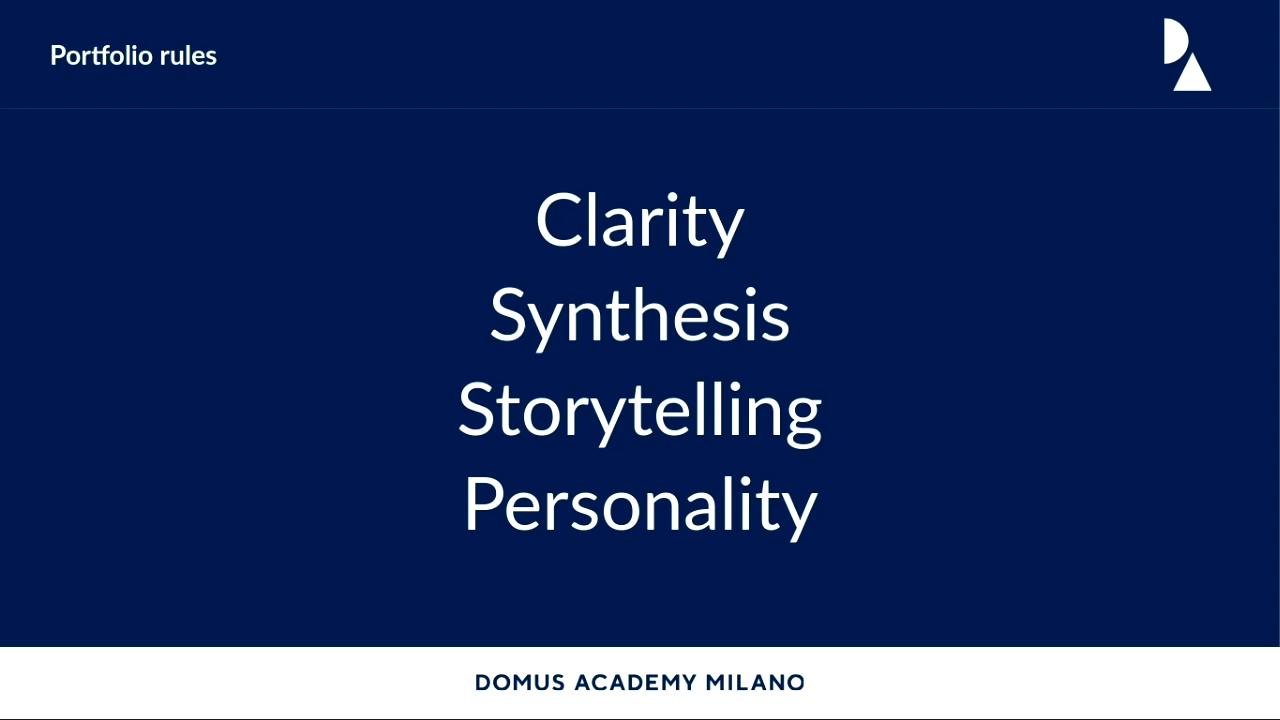 Portfolio rules
Clarity
Synthesis
Storytelling
Personality
DOMUS ACADEMY MILANO